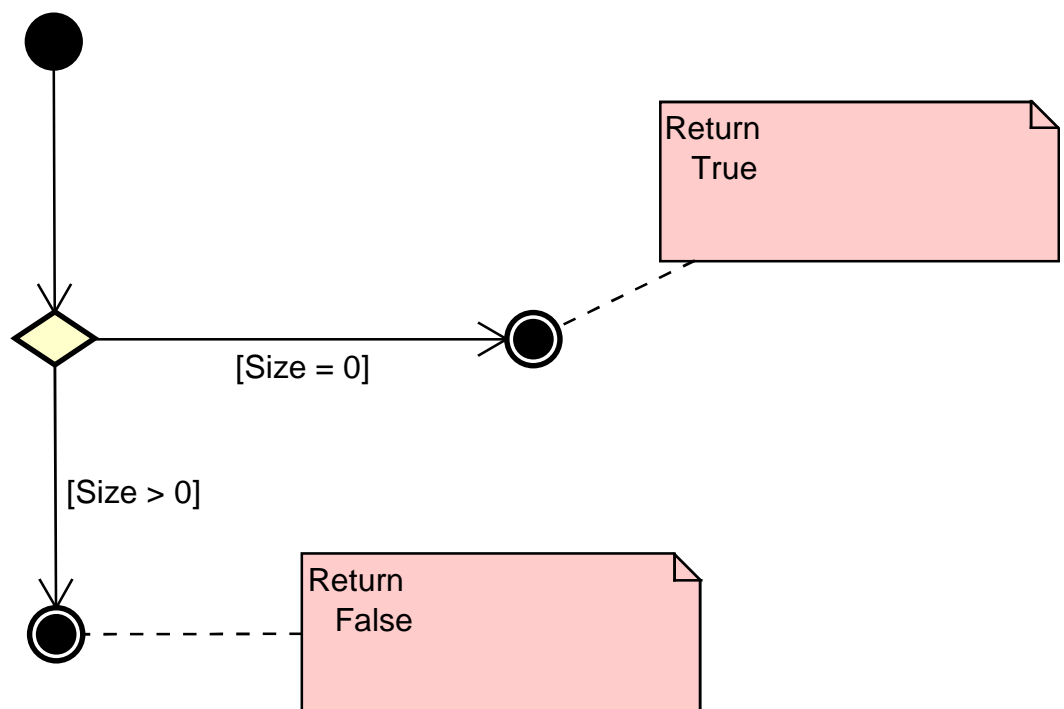 Return
True
[Size = 0]
[Size > 0]
Return
False